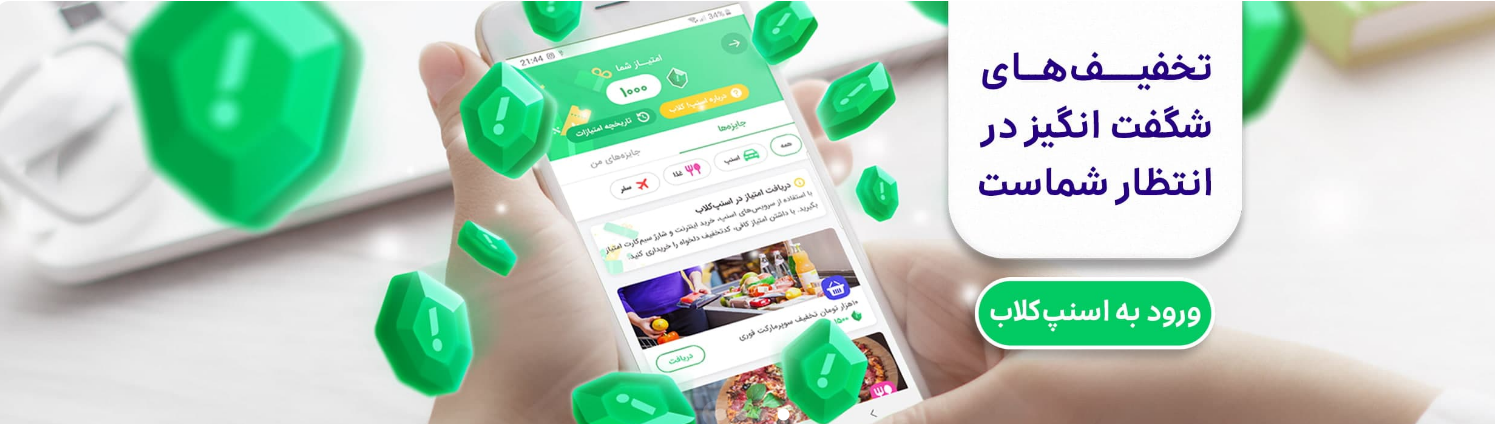 تخفیف‌های
شگفت انگیز در
انتظار شماست
ورود به اسنپ‌کلاب
21:44
34%
امتیاز شما
۱۰۰۰
درباره اسنپ! کلاب
تاریخچه امتیازات
جایزه‌ها
جایزه‌های من
همه
اسنپ
غذا
سفر
دریافت امتیاز در اسنپ‌کلاب
با استفاده از سرویس‌های اسنپ، خرید اینترنت و شارژ سیم‌کارت امتیاز
بگیرید. با داشتن امتیاز کافی، کدتخفیف دلخواه را خریداری کنید
۱۰هزار تومان تخفیف سوپرمارکت فوری
۱۵۰۰
دریافت